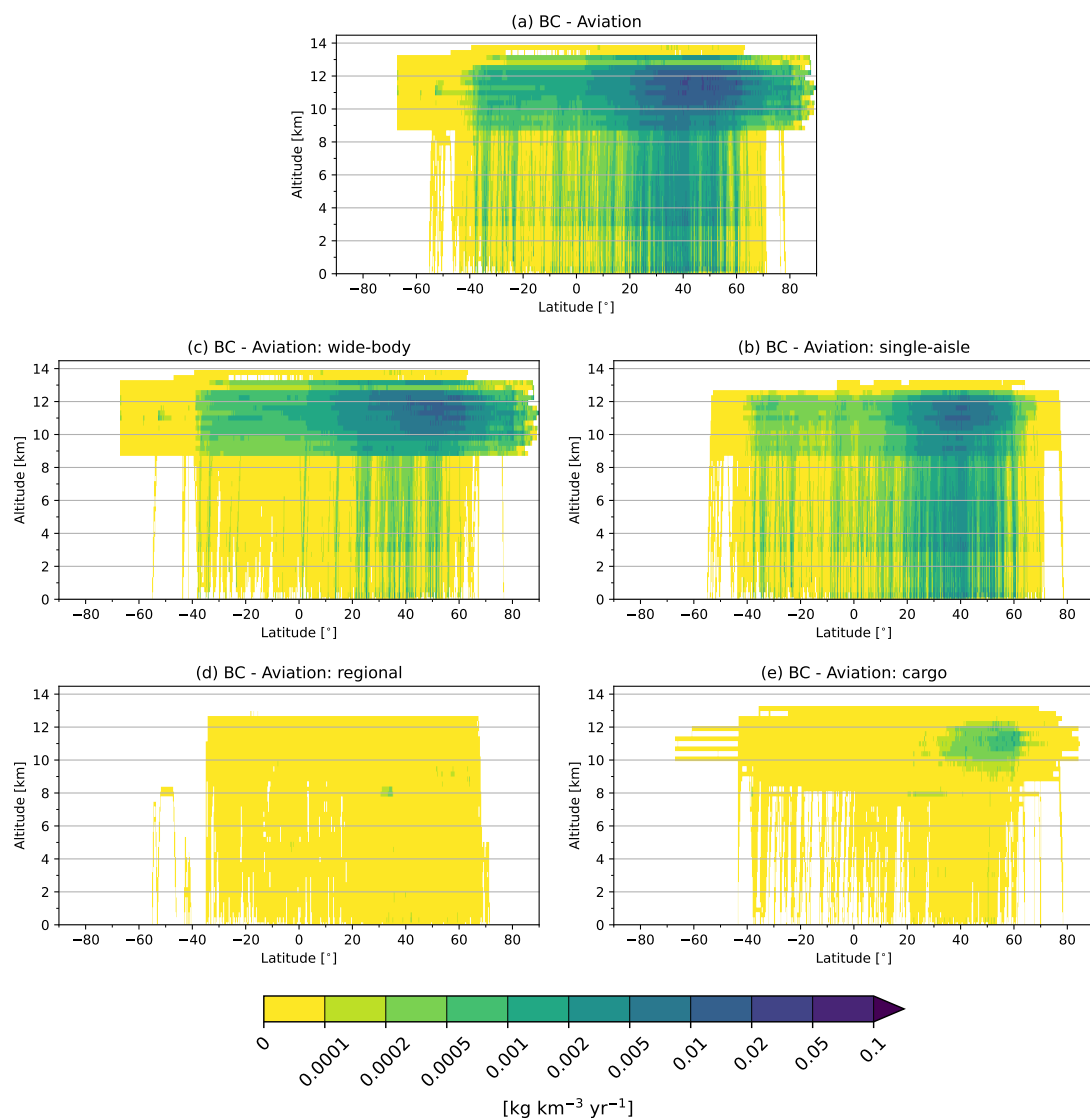 (a) BC - Aviation
14
12
10
8
6
4
2
0
Altitude [km]
−80 −60 −40 −20 0 20 40 60 80
Latitude [°]
(c) BC - Aviation: wide-body
14
12
10
8
6
4
2
0
Altitude [km]
−80 −60 −40 −20 0 20 40 60 80
Latitude [°]
(b) BC - Aviation: single-aisle
14
12
10
8
6
4
2
0
Altitude [km]
−80 −60 −40 −20 0 20 40 60 80
Latitude [°]
(d) BC - Aviation: regional
14
12
10
8
6
4
2
0
Altitude [km]
−80 −60 −40 −20 0 20 40 60 80
Latitude [°]
(e) BC - Aviation: cargo
14
12
10
8
6
4
2
0
Altitude [km]
−80 −60 −40 −20 0 20 40 60 80
Latitude [°]
0 0.0001 0.0002 0.0005 0.001 0.002 0.005 0.01 0.02 0.05 0.1
[kg km⁻³ yr⁻¹]